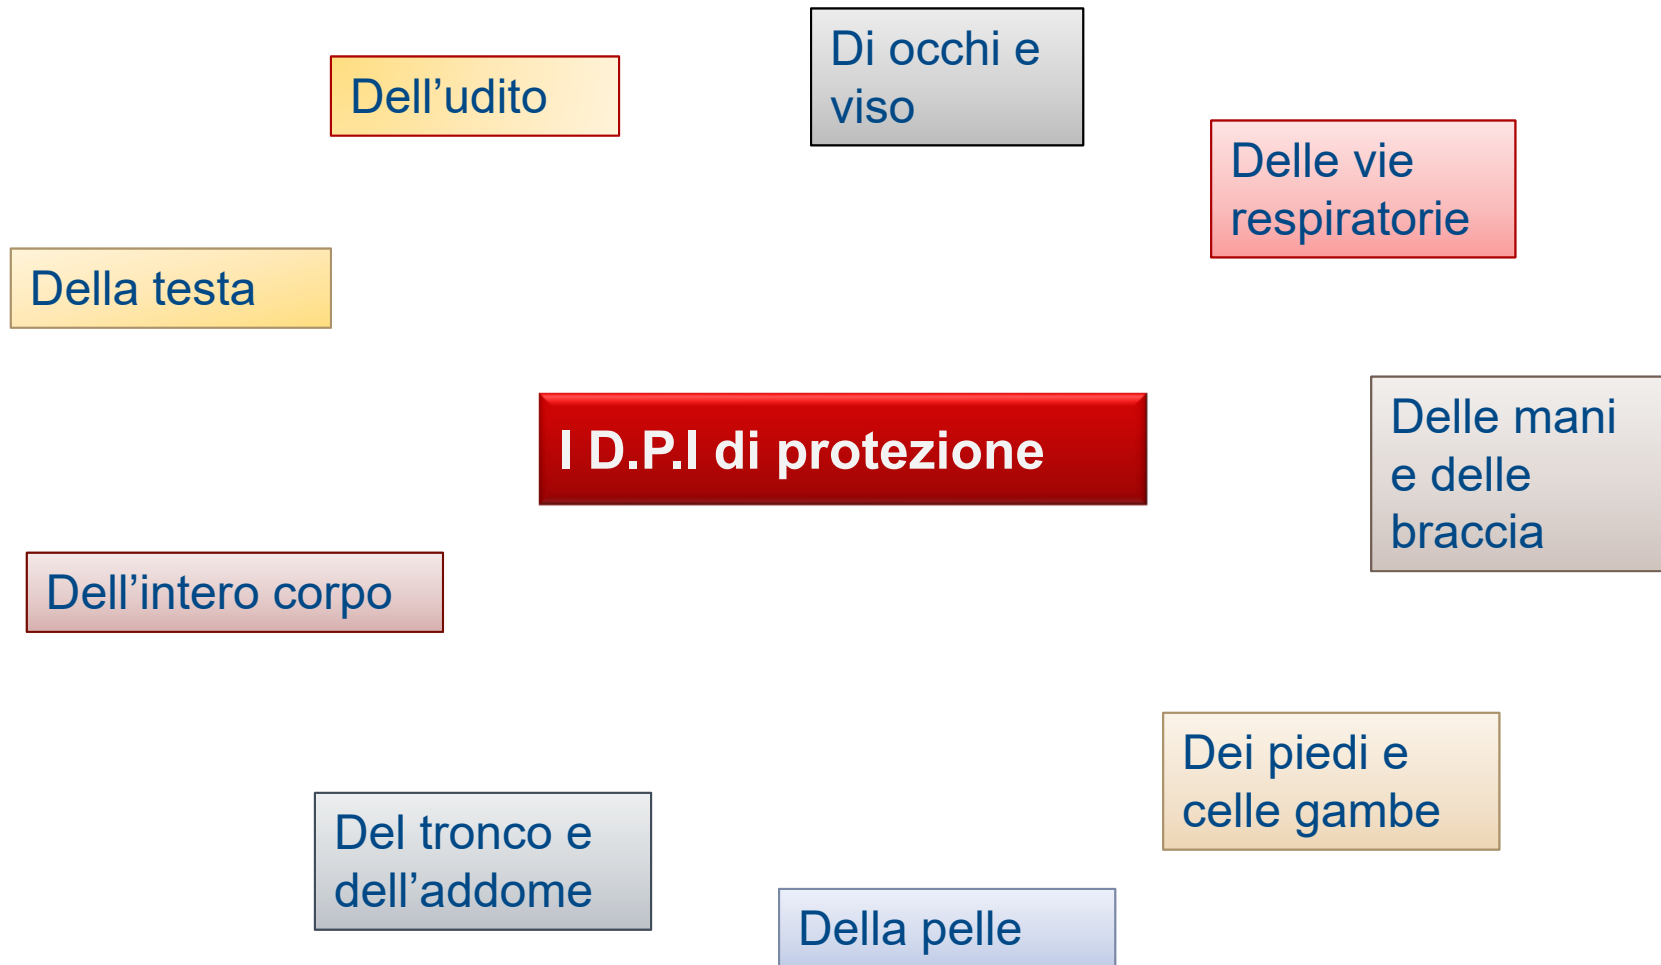 Dell’udito
Di occhi e
viso
Delle vie
respiratorie
Della testa
I D.P.I di protezione
Delle mani
e delle
braccia
Dell’intero corpo
Dei piedi e
celle gambe
Del tronco e
dell’addome
Della pelle